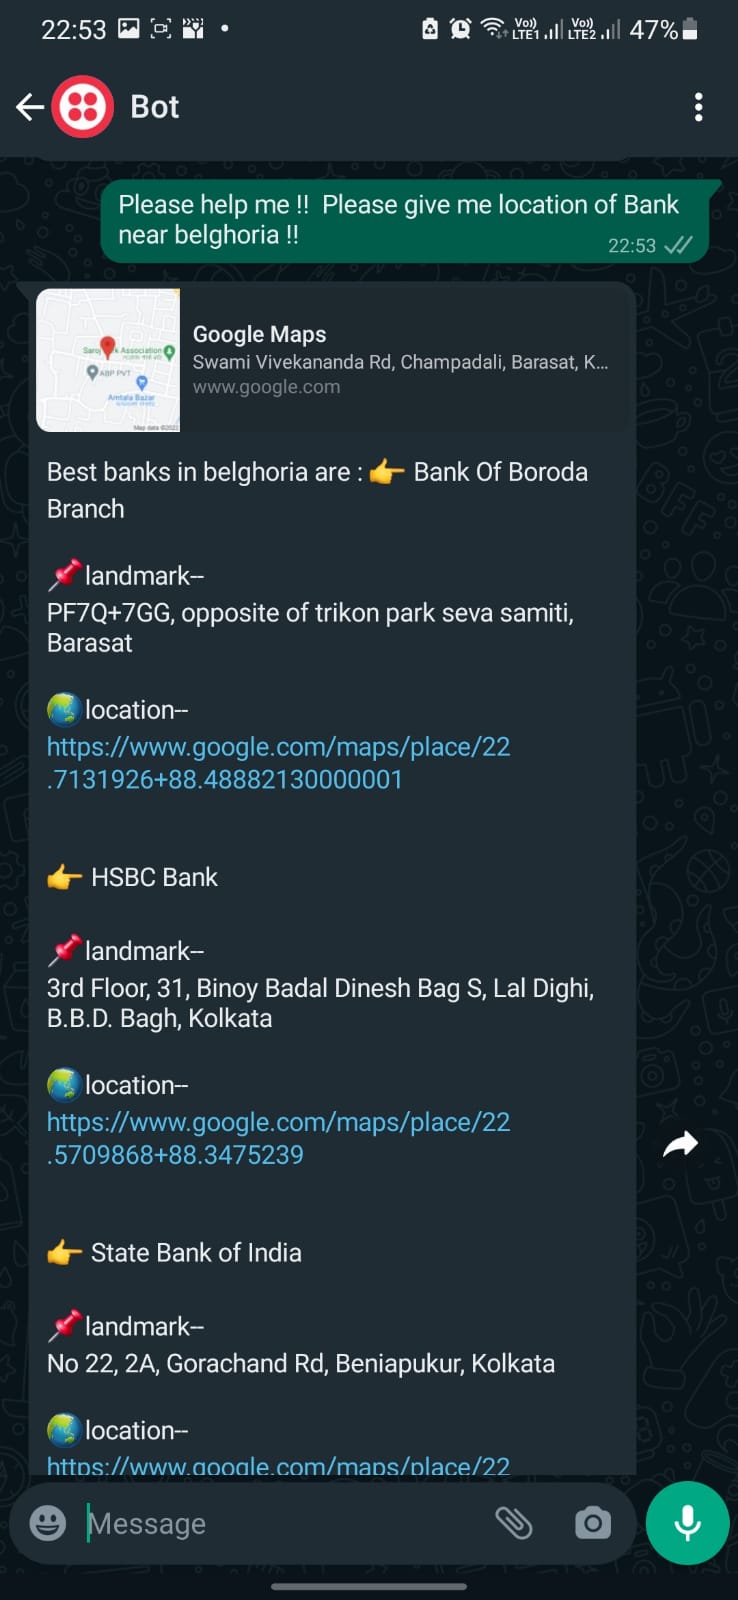 22:53
Vo)) LTE1 Vo)) LTE2 47%
Bot
Please help me !!  Please give me location of Bank
near belghoria !!
22:53
Google Maps
Swami Vivekananda Rd, Champadali, Barasat, K...
www.google.com
Saroj
k Association
ABP PVT
Amtala Bazar
Map data ©202
Best banks in belghoria are : 👉 Bank Of Boroda
Branch
📌landmark--
PF7Q+7GG, opposite of trikon park seva samiti,
Barasat
🌏location--
https://www.google.com/maps/place/22
.7131926+88.48882130000001
👉 HSBC Bank
📌landmark--
3rd Floor, 31, Binoy Badal Dinesh Bag S, Lal Dighi,
B.B.D. Bagh, Kolkata
🌏location--
https://www.google.com/maps/place/22
.5709868+88.3475239
👉 State Bank of India
📌landmark--
No 22, 2A, Gorachand Rd, Beniapukur, Kolkata
🌏location--
https://www.google.com/maps/place/22
Message